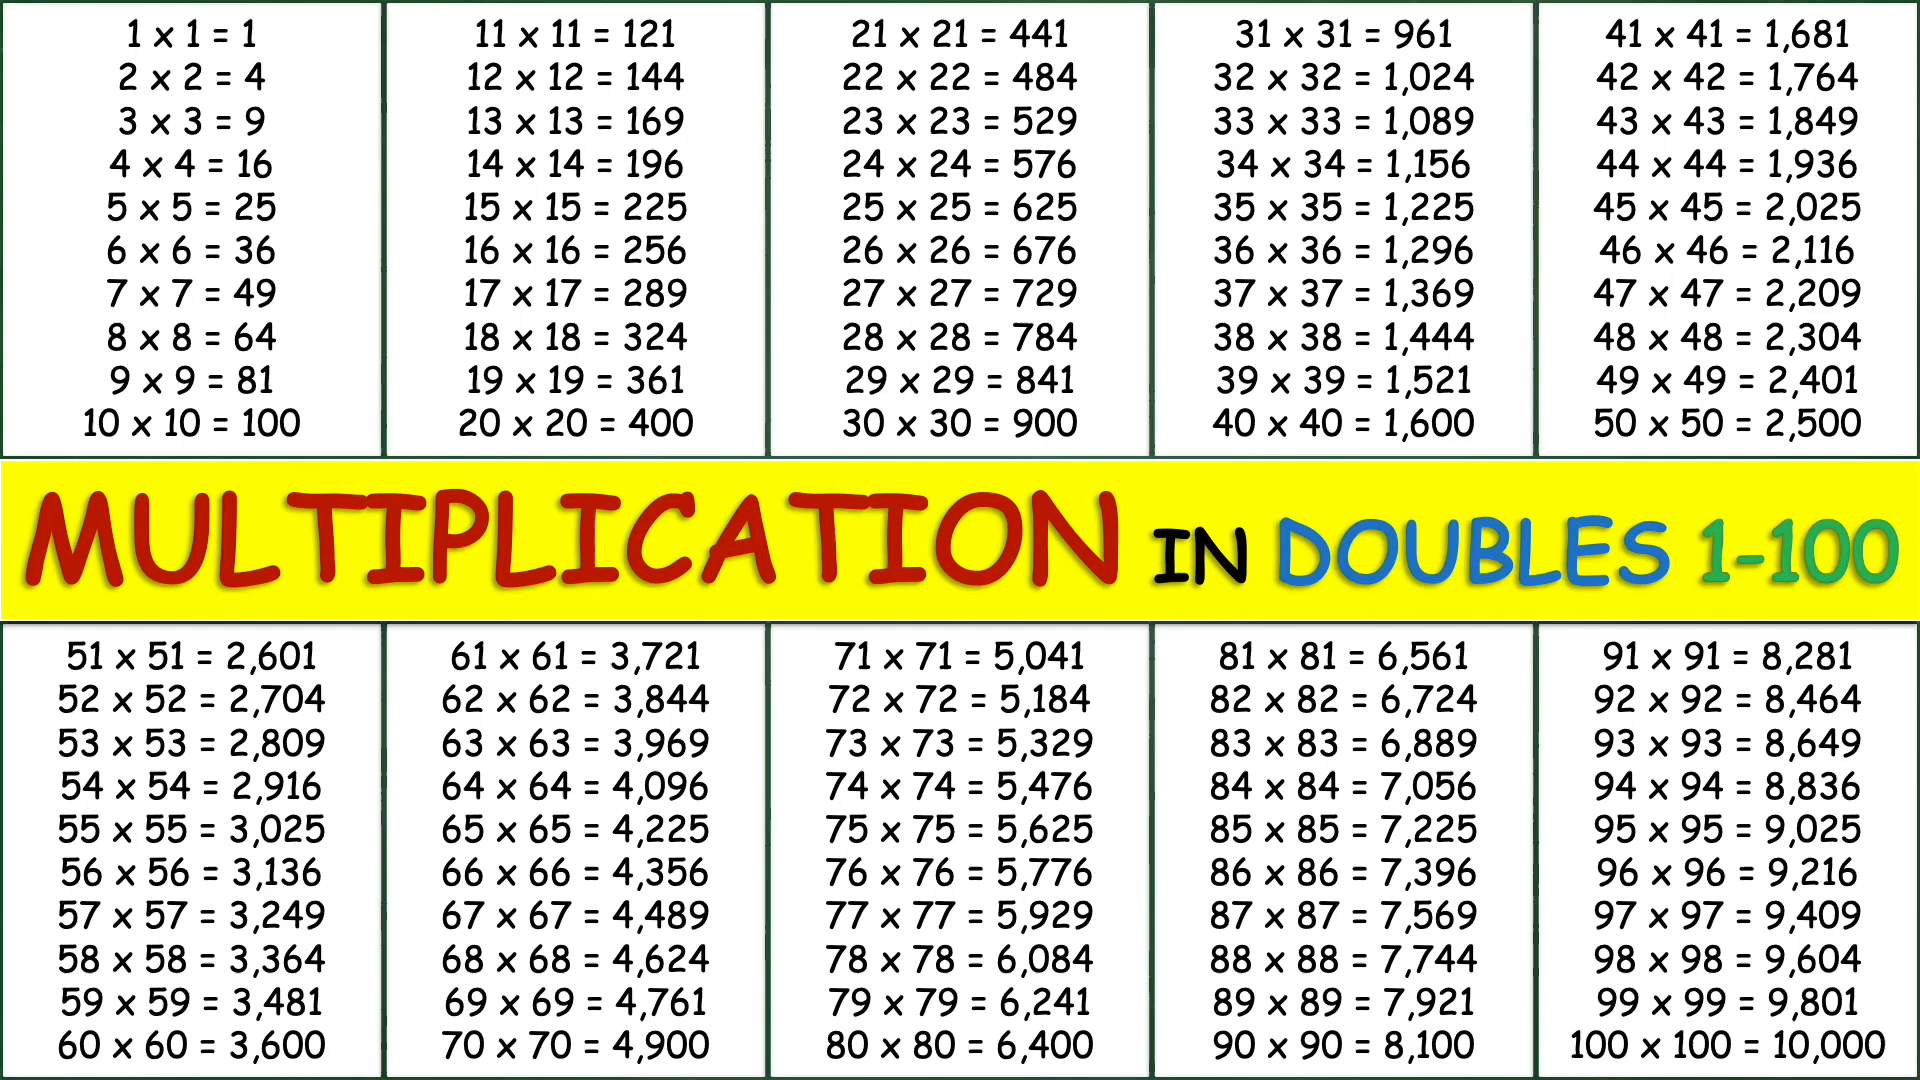 1 x 1 = 1
2 x 2 = 4
3 x 3 = 9
4 x 4 = 16
5 x 5 = 25
6 x 6 = 36
7 x 7 = 49
8 x 8 = 64
9 x 9 = 81
10 x 10 = 100
11 x 11 = 121
12 x 12 = 144
13 x 13 = 169
14 x 14 = 196
15 x 15 = 225
16 x 16 = 256
17 x 17 = 289
18 x 18 = 324
19 x 19 = 361
20 x 20 = 400
21 x 21 = 441
22 x 22 = 484
23 x 23 = 529
24 x 24 = 576
25 x 25 = 625
26 x 26 = 676
27 x 27 = 729
28 x 28 = 784
29 x 29 = 841
30 x 30 = 900
31 x 31 = 961
32 x 32 = 1,024
33 x 33 = 1,089
34 x 34 = 1,156
35 x 35 = 1,225
36 x 36 = 1,296
37 x 37 = 1,369
38 x 38 = 1,444
39 x 39 = 1,521
40 x 40 = 1,600
41 x 41 = 1,681
42 x 42 = 1,764
43 x 43 = 1,849
44 x 44 = 1,936
45 x 45 = 2,025
46 x 46 = 2,116
47 x 47 = 2,209
48 x 48 = 2,304
49 x 49 = 2,401
50 x 50 = 2,500
MULTIPLICATION IN DOUBLES 1-100
51 x 51 = 2,601
52 x 52 = 2,704
53 x 53 = 2,809
54 x 54 = 2,916
55 x 55 = 3,025
56 x 56 = 3,136
57 x 57 = 3,249
58 x 58 = 3,364
59 x 59 = 3,481
60 x 60 = 3,600
61 x 61 = 3,721
62 x 62 = 3,844
63 x 63 = 3,969
64 x 64 = 4,096
65 x 65 = 4,225
66 x 66 = 4,356
67 x 67 = 4,489
68 x 68 = 4,624
69 x 69 = 4,761
70 x 70 = 4,900
71 x 71 = 5,041
72 x 72 = 5,184
73 x 73 = 5,329
74 x 74 = 5,476
75 x 75 = 5,625
76 x 76 = 5,776
77 x 77 = 5,929
78 x 78 = 6,084
79 x 79 = 6,241
80 x 80 = 6,400
81 x 81 = 6,561
82 x 82 = 6,724
83 x 83 = 6,889
84 x 84 = 7,056
85 x 85 = 7,225
86 x 86 = 7,396
87 x 87 = 7,569
88 x 88 = 7,744
89 x 89 = 7,921
90 x 90 = 8,100
91 x 91 = 8,281
92 x 92 = 8,464
93 x 93 = 8,649
94 x 94 = 8,836
95 x 95 = 9,025
96 x 96 = 9,216
97 x 97 = 9,409
98 x 98 = 9,604
99 x 99 = 9,801
100 x 100 = 10,000